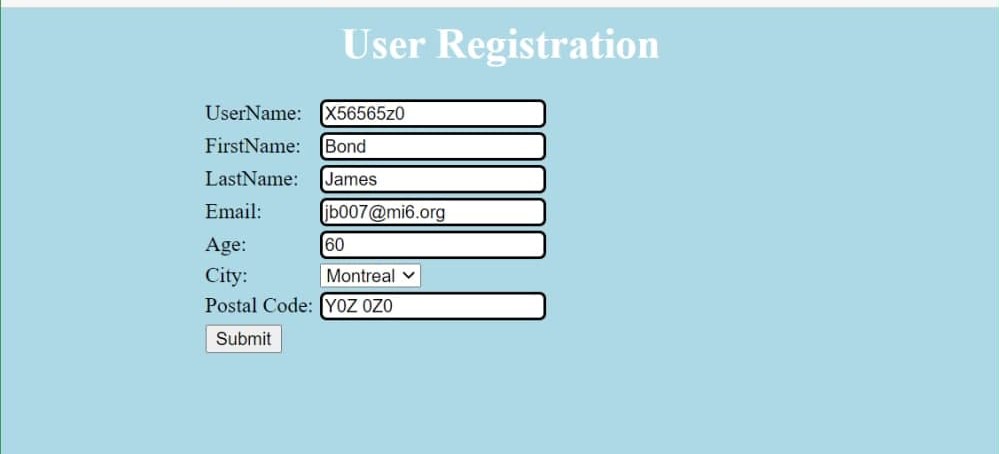 User Registration
UserName: X56565z0
FirstName: Bond
LastName: James
Email: jb007@mi6.org
Age: 60
City: Montreal
Postal Code: Y0Z 0Z0
Submit